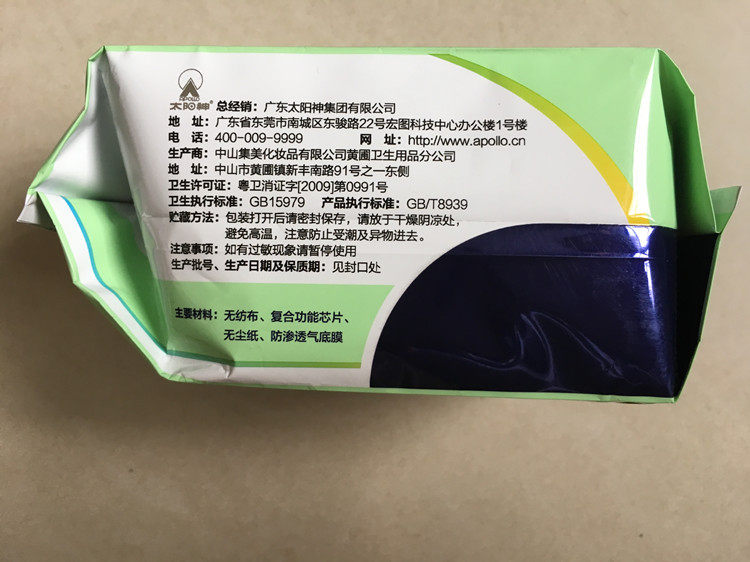 APOLLO
太阳神® 总经销：广东太阳神集团有限公司
地 址：广东省东莞市南城区东骏路22号宏图科技中心办公楼1号楼
电 话：400-009-9999 网 址：http://www.apollo.cn
生产商：中山集美化妆品有限公司黄圃卫生用品分公司
地 址：中山市黄圃镇新丰南路91号之一东侧
卫生许可证：粤卫消证字[2009]第0991号
卫生执行标准：GB15979 产品执行标准：GB/T8939
贮藏方法：包装打开后请密封保存，请放于干燥阴凉处，
避免高温，注意防止受潮及异物进去。
注意事项：如有过敏现象请暂停使用
生产批号、生产日期及保质期：见封口处
主要材料：无纺布、复合功能芯片、
无尘纸、防渗透气底膜